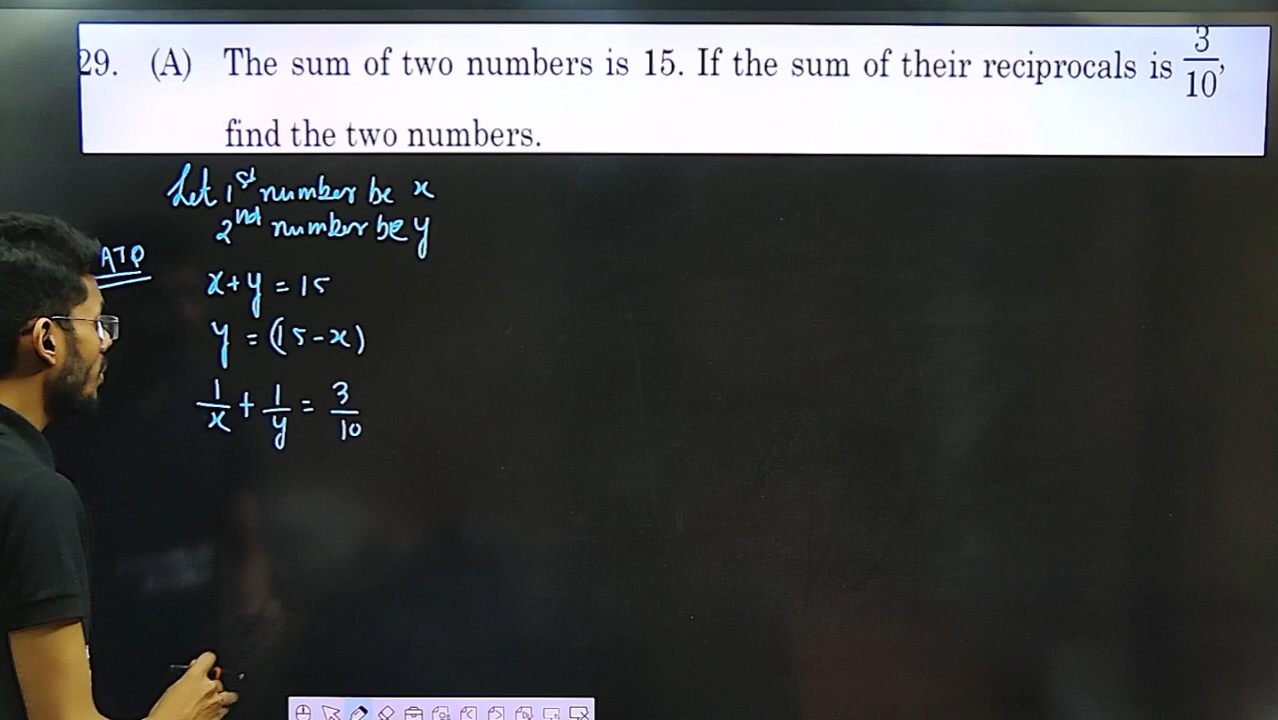 29. (A) The sum of two numbers is 15. If the sum of their reciprocals is 3/10,
find the two numbers.
Let 1st number be x
2nd number be y
ATQ
x+y = 15
y = (15-x)
1/x + 1/y = 3/10